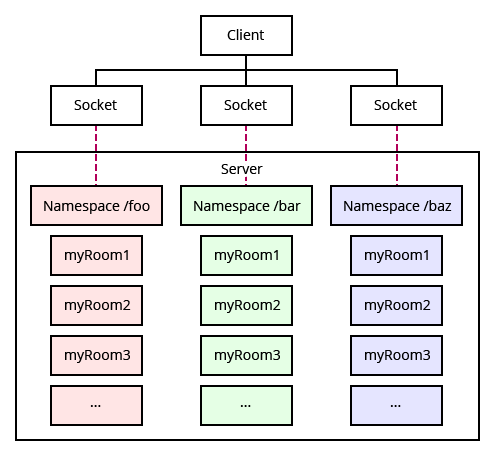 Client
Socket Socket Socket
Server
Namespace /foo Namespace /bar Namespace /baz
myRoom1 myRoom1 myRoom1
myRoom2 myRoom2 myRoom2
myRoom3 myRoom3 myRoom3
... ... ...